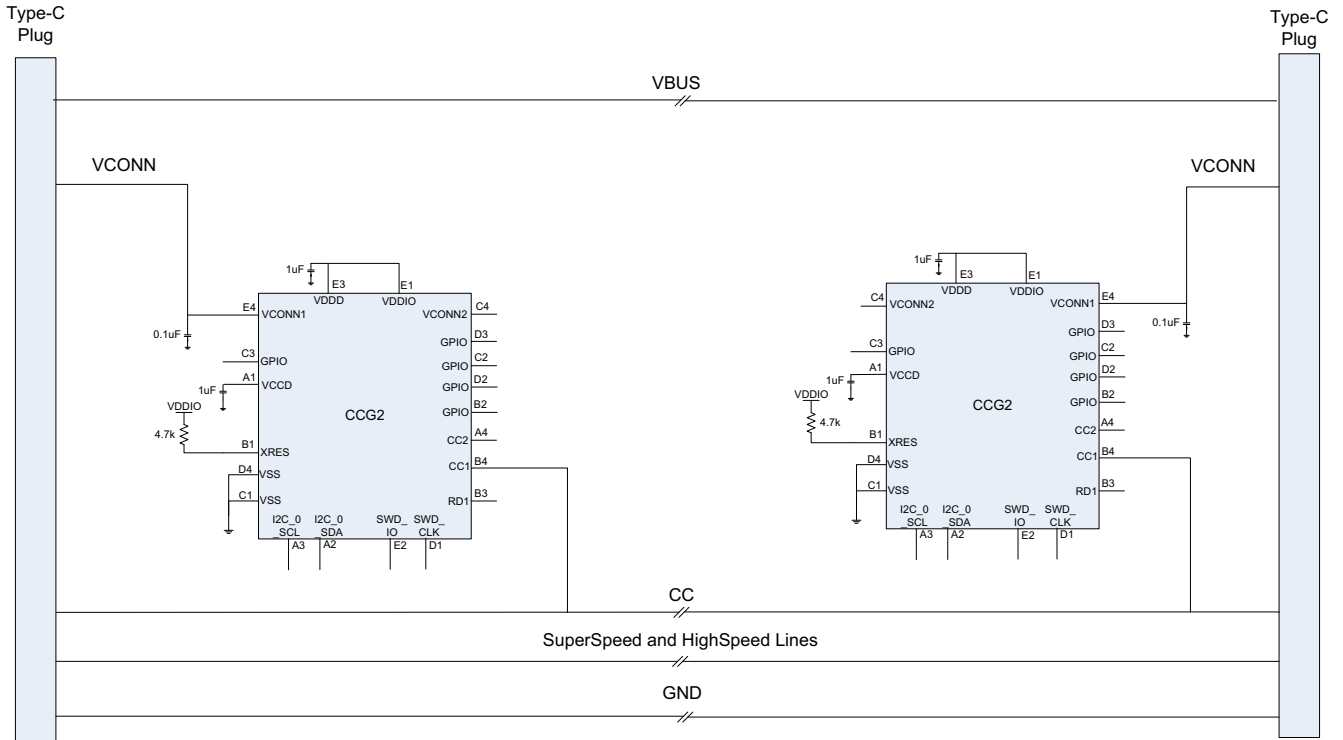 Type-C
Plug
Type-C
Plug
VBUS
VCONN
VCONN
1uF
E3
E1
VDDD
VDDIO
E4
VCONN1
C4
VCONN2
0.1uF
D3
GPIO
C3
GPIO
C2
GPIO
A1
VCCD
1uF
D2
GPIO
VDDIO
CCG2
B2
GPIO
4.7k
A4
CC2
B1
XRES
B4
CC1
D4
VSS
C1
VSS
B3
RD1
I2C_0
_SCL
I2C_0
_SDA
SWD_
IO
SWD_
CLK
A3
A2
E2
D1
1uF
E3
E1
VDDD
VDDIO
C4
VCONN2
E4
VCONN1
0.1uF
D3
GPIO
C3
GPIO
C2
GPIO
A1
VCCD
1uF
D2
GPIO
VDDIO
CCG2
B2
GPIO
4.7k
A4
CC2
B1
XRES
B4
CC1
D4
VSS
C1
VSS
B3
RD1
I2C_0
_SCL
I2C_0
_SDA
SWD_
IO
SWD_
CLK
A3
A2
E2
D1
CC
SuperSpeed and HighSpeed Lines
GND